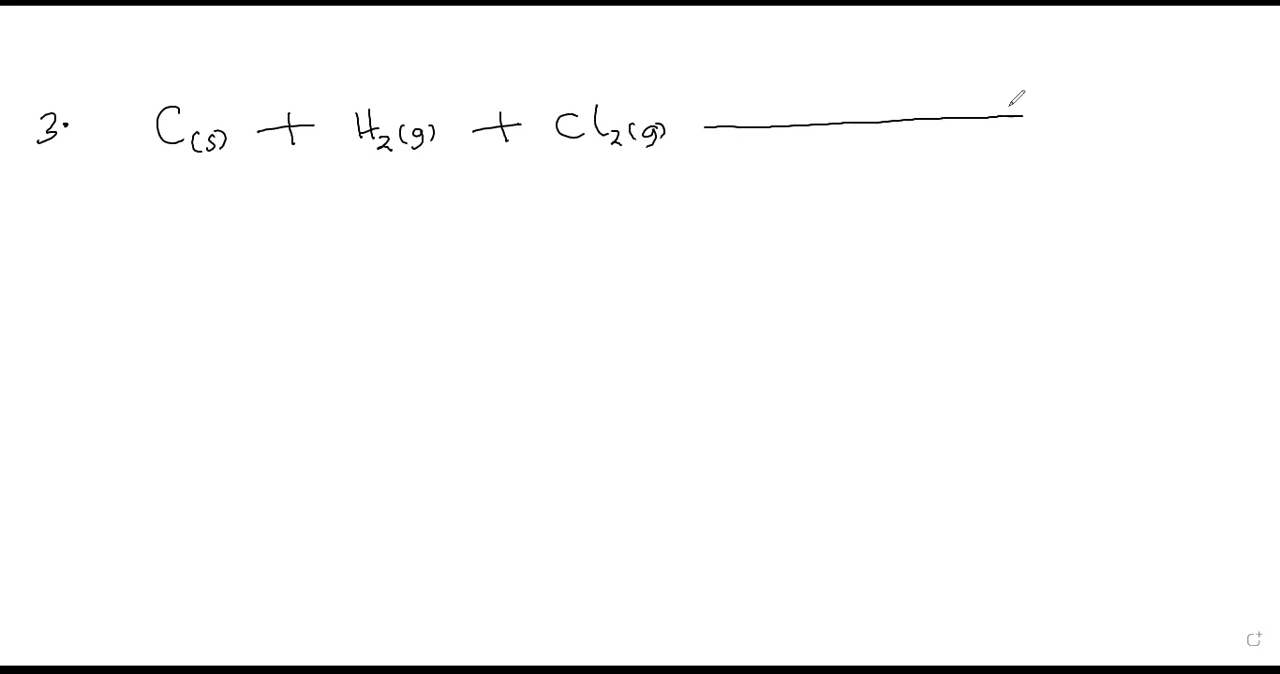 3. C(s) + H2(g) + Cl2(g)